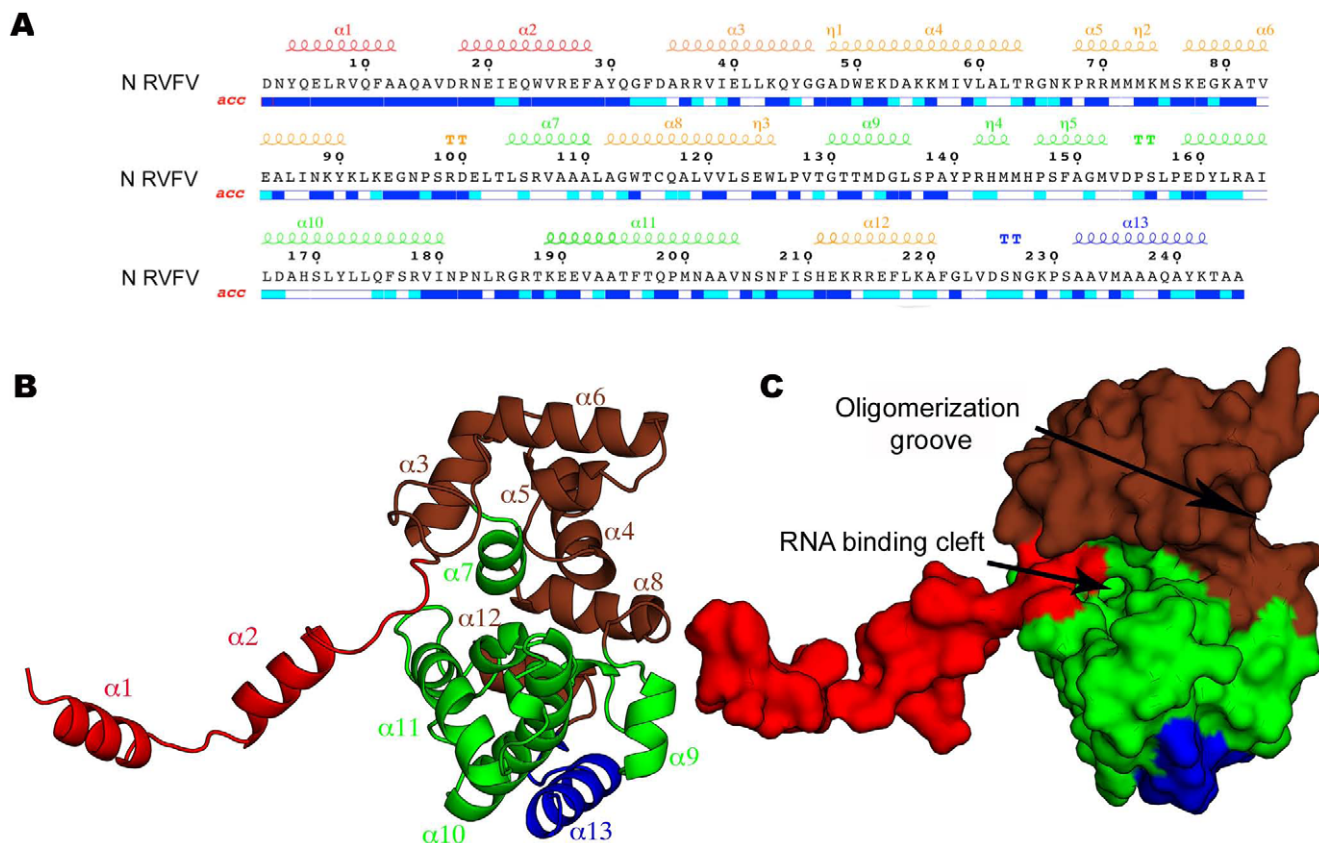 A
α1 α2 α3 η1 α4 α5 η2 α6
10 20 30 40 50 60 70 80
N RVFV DNYQELRVQFAAQAVDRNEIEQWVREFAYQGFDARRVIELLKQYGGADWEKDAKKMIVLALTRGNKPRRMMMKMSKEGKATV
acc
TT α7 α8 η3 α9 η4 η5 TT
90 100 110 120 130 140 150 160
N RVFV EALINKYKLKEGNPSRDELTLSRVAAALAGWTCQALVVLSEWLPVTGTTMDGLSPAYPRHMMHPSFAGMVDPSLPEDYLRAI
acc
α10 α11 α12 TT α13
170 180 190 200 210 220 230 240
N RVFV LDAHSLYLLQFSRVINPNLRGRTKEEVAATFTQPMNAAVNSNFISHEKRREFLKAFGLVDSNGKPSAAVMAAAQAYKTAA
acc
B
α6
α3
α5
α4
α7
α8
α12
α2
α1
α11
α9
α10
α13
C
Oligomerization
groove
RNA binding cleft